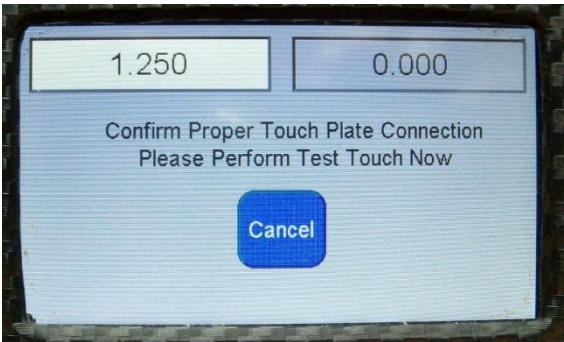 1.250
0.000
Confirm Proper Touch Plate Connection
Please Perform Test Touch Now
Cancel